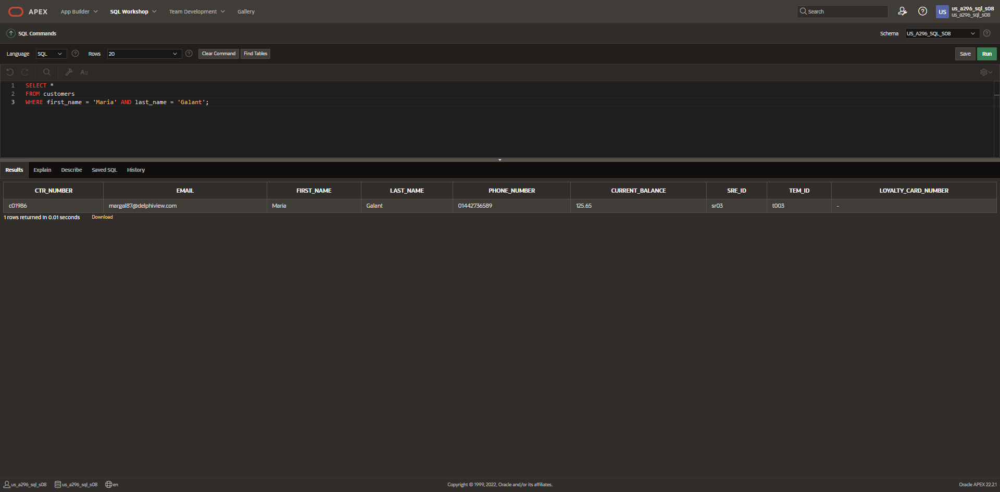 APEX App Builder SQL Workshop Team Development Gallery Search US us_a296_sql_s08
us_a296_sql_s08
SQL Commands Schema US_A296_SQL_S08
Language SQL Rows 20 Clear Command Find Tables Save Run
1 SELECT *
2 FROM customers
3 WHERE first_name = 'Maria' AND last_name = 'Galant';
Results Explain Describe Saved SQL History
CTR_NUMBER EMAIL FIRST_NAME LAST_NAME PHONE_NUMBER CURRENT_BALANCE SRE_ID TEM_ID LOYALTY_CARD_NUMBER
c01986 margal87@delphiview.com Maria Galant 01442736589 125.65 sr03 t003 -
1 rows returned in 0.01 seconds Download
us_a296_sql_s08 us_a296_sql_s08 en Copyright © 1999, 2022, Oracle and/or its affiliates. Oracle APEX 22.2.1